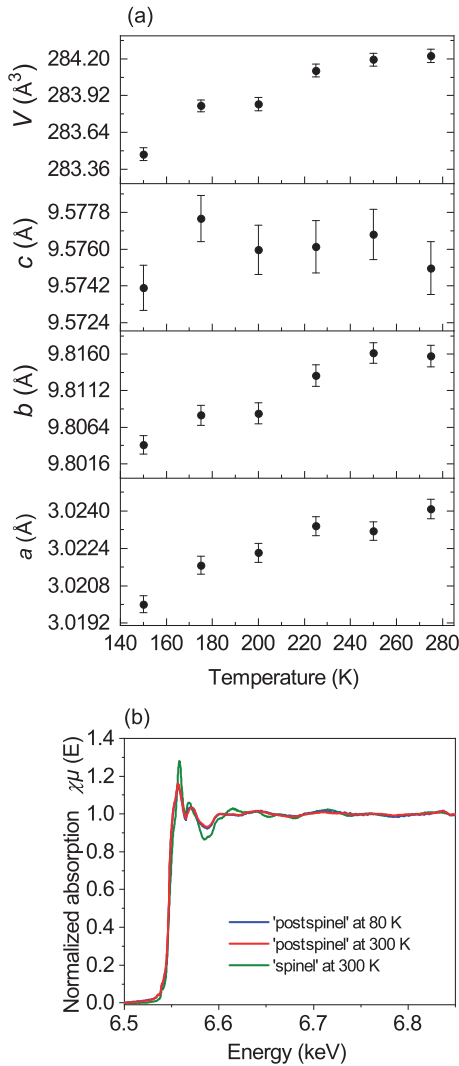 (a)
V (Å³)
284.20
283.92
283.64
283.36
c (Å)
9.5778
9.5760
9.5742
9.5724
b (Å)
9.8160
9.8112
9.8064
9.8016
a (Å)
3.0240
3.0224
3.0208
3.0192
140 160 180 200 220 240 260 280
Temperature (K)
(b)
Normalized absorption χμ (E)
1.4
1.2
1.0
0.8
0.6
0.4
0.2
0.0
'postspinel' at 80 K
'postspinel' at 300 K
'spinel' at 300 K
6.5 6.6 6.7 6.8
Energy (keV)